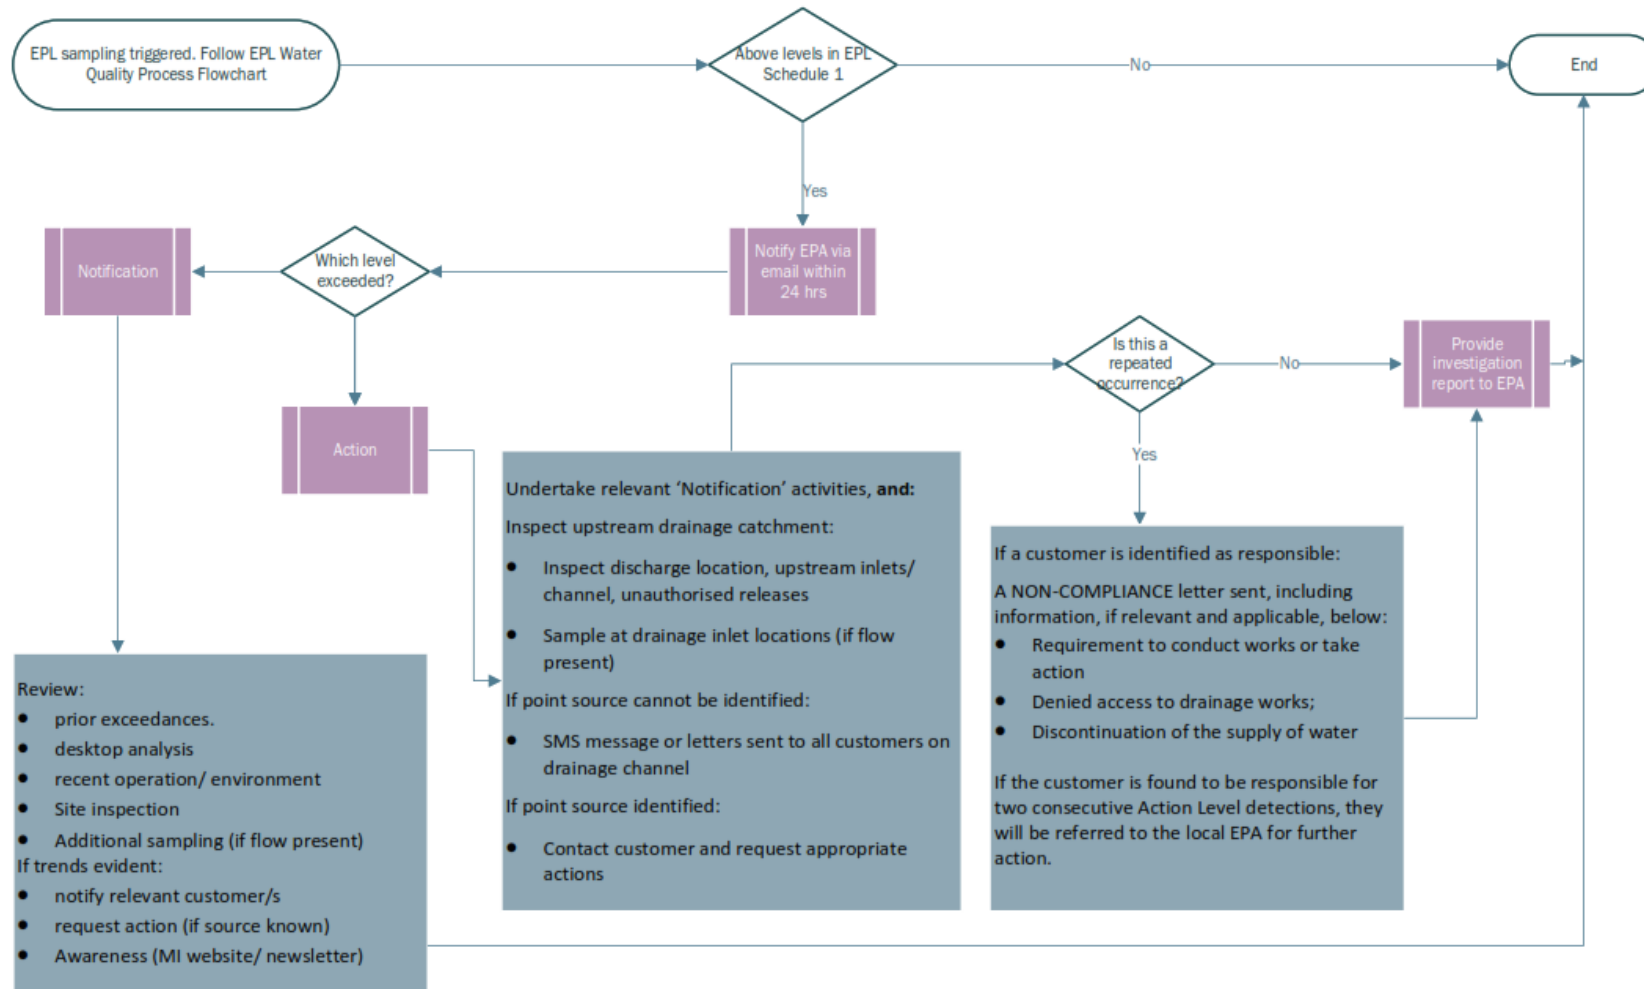 EPL sampling triggered. Follow EPL Water
Quality Process Flowchart
Above levels in EPL
Schedule 1
No
End
Yes
Notification
Which level
exceeded?
Notify EPA via
email within
24 hrs
Is this a
repeated
occurrence?
No
Provide
investigation
report to EPA
Action
Yes
Undertake relevant ‘Notification’ activities, and:
Inspect upstream drainage catchment:
● Inspect discharge location, upstream inlets/
channel, unauthorised releases
● Sample at drainage inlet locations (if flow
present)
If point source cannot be identified:
● SMS message or letters sent to all customers on
drainage channel
If point source identified:
● Contact customer and request appropriate
actions
If a customer is identified as responsible:
A NON-COMPLIANCE letter sent, including
information, if relevant and applicable, below:
● Requirement to conduct works or take
action
● Denied access to drainage works;
● Discontinuation of the supply of water
If the customer is found to be responsible for
two consecutive Action Level detections, they
will be referred to the local EPA for further
action.
Review:
● prior exceedances.
● desktop analysis
● recent operation/ environment
● Site inspection
● Additional sampling (if flow present)
If trends evident:
● notify relevant customer/s
● request action (if source known)
● Awareness (MI website/ newsletter)